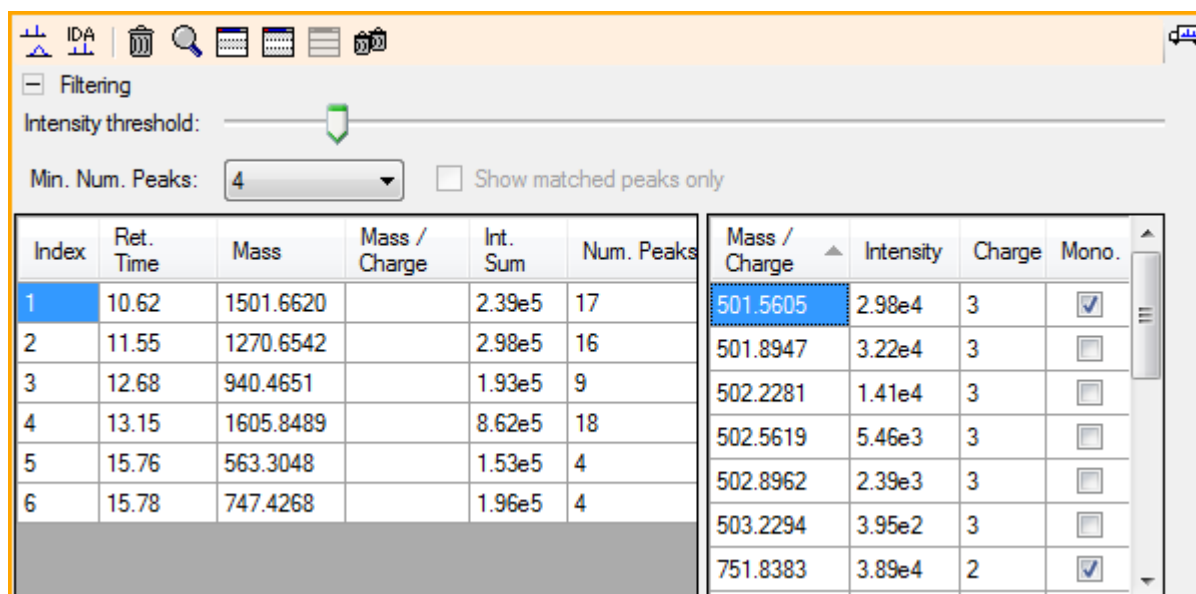 IDA
Filtering
Intensity threshold:
Min. Num. Peaks: 4 Show matched peaks only
Index Ret. Time Mass Mass / Charge Int. Sum Num. Peaks
1 10.62 1501.6620 2.39e5 17
2 11.55 1270.6542 2.98e5 16
3 12.68 940.4651 1.93e5 9
4 13.15 1605.8489 8.62e5 18
5 15.76 563.3048 1.53e5 4
6 15.78 747.4268 1.96e5 4
Mass / Charge Intensity Charge Mono.
501.5605 2.98e4 3
501.8947 3.22e4 3
502.2281 1.41e4 3
502.5619 5.46e3 3
502.8962 2.39e3 3
503.2294 3.95e2 3
751.8383 3.89e4 2